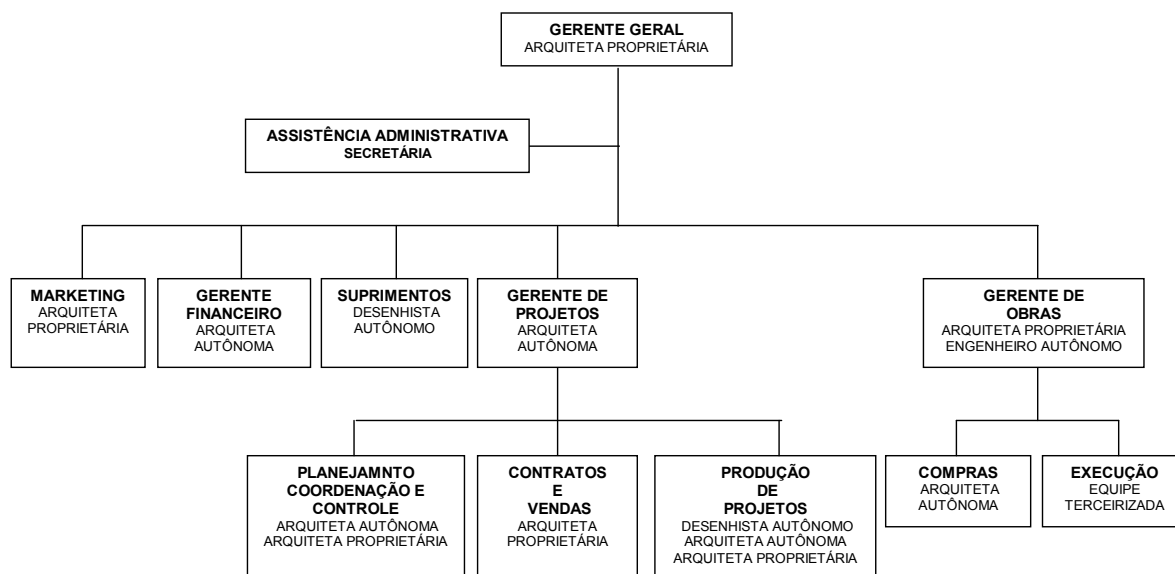 GERENTE GERAL
ARQUITETA PROPRIETÁRIA
ASSISTÊNCIA ADMINISTRATIVA
SECRETÁRIA
MARKETING
ARQUITETA
PROPRIETÁRIA
GERENTE
FINANCEIRO
ARQUITETA
AUTÔNOMA
SUPRIMENTOS
DESENHISTA
AUTÔNOMO
GERENTE DE
PROJETOS
ARQUITETA
AUTÔNOMA
GERENTE DE
OBRAS
ARQUITETA PROPRIETÁRIA
ENGENHEIRO AUTÔNOMO
PLANEJAMNTO
COORDENAÇÃO E
CONTROLE
ARQUITETA AUTÔNOMA
ARQUITETA PROPRIETÁRIA
CONTRATOS
E
VENDAS
ARQUITETA
PROPRIETÁRIA
PRODUÇÃO
DE
PROJETOS
DESENHISTA AUTÔNOMO
ARQUITETA AUTÔNOMA
ARQUITETA PROPRIETÁRIA
COMPRAS
ARQUITETA
AUTÔNOMA
EXECUÇÃO
EQUIPE
TERCEIRIZADA